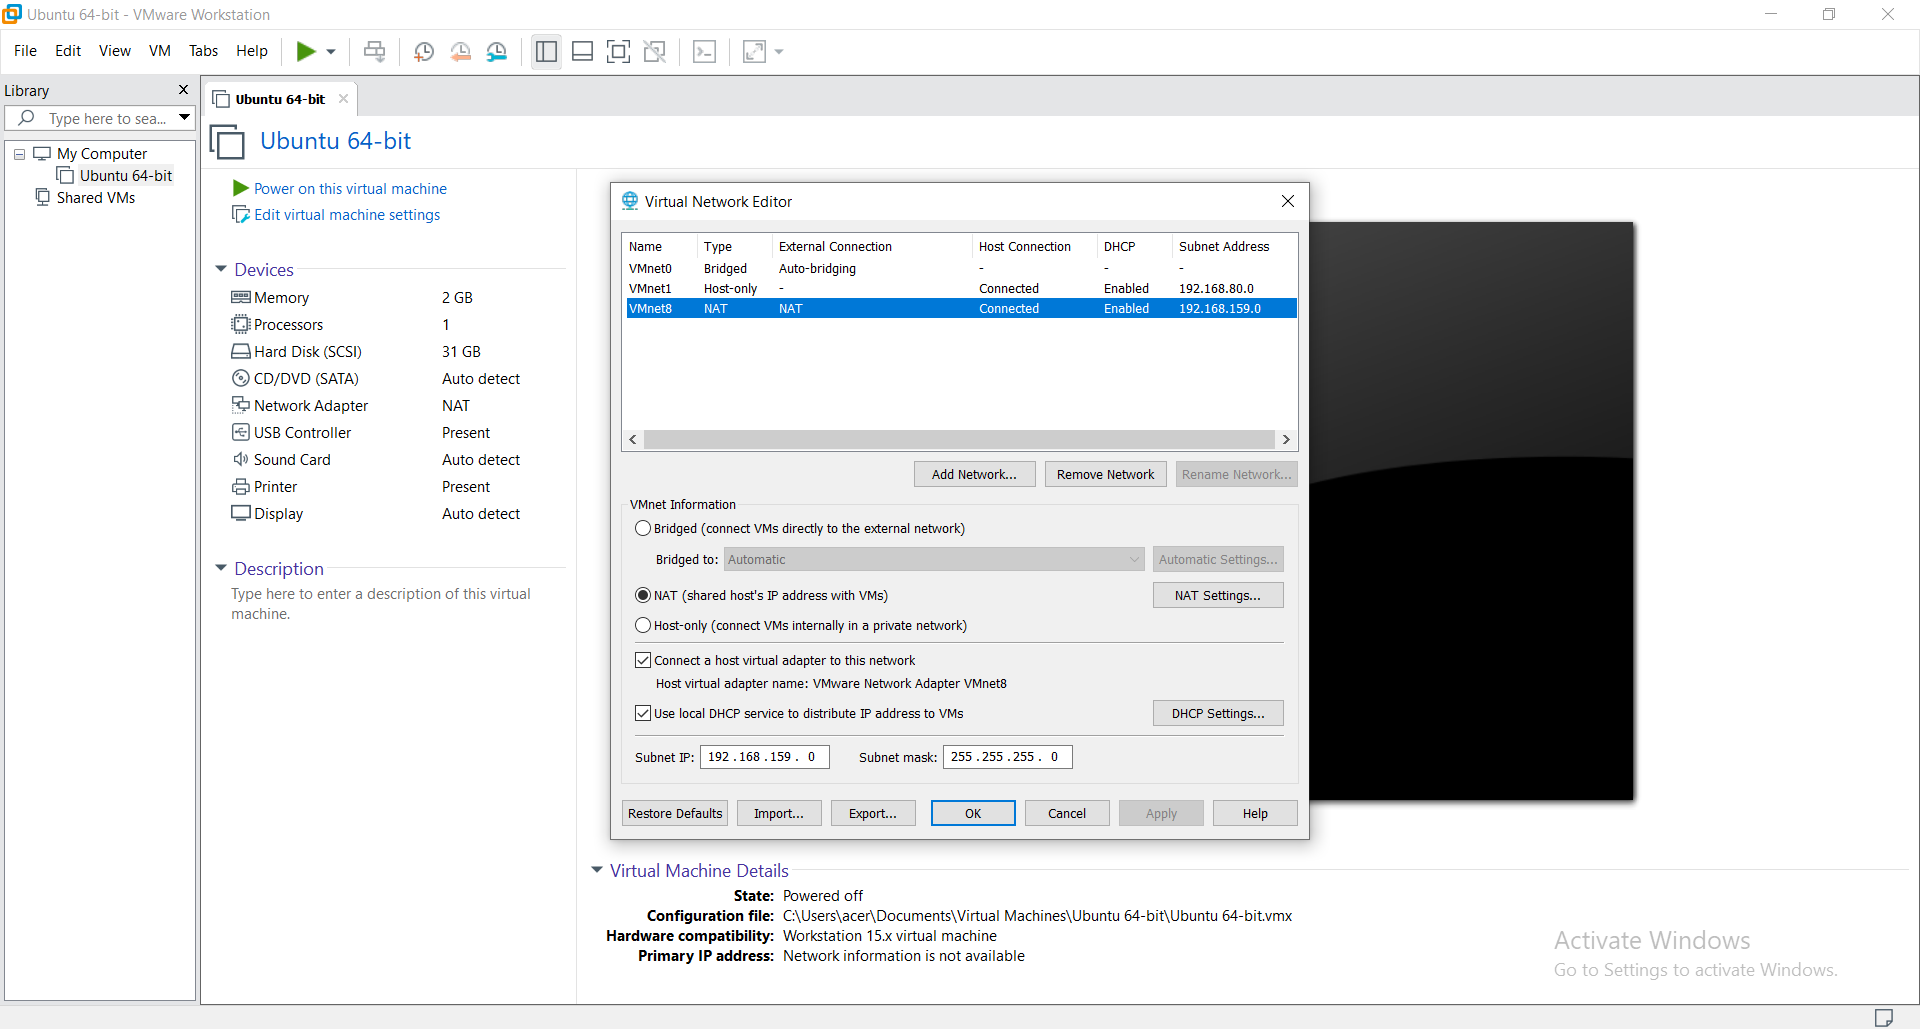 Ubuntu 64-bit - VMware Workstation
File Edit View VM Tabs Help
Library
Ubuntu 64-bit
Type here to sea...
Ubuntu 64-bit
My Computer
Ubuntu 64-bit
Shared VMs
Power on this virtual machine
Edit virtual machine settings
Devices
Memory 2 GB
Processors 1
Hard Disk (SCSI) 31 GB
CD/DVD (SATA) Auto detect
Network Adapter NAT
USB Controller Present
Sound Card Auto detect
Printer Present
Display Auto detect
Description
Type here to enter a description of this virtual
machine.
Virtual Network Editor
Name Type External Connection Host Connection DHCP Subnet Address
VMnet0 Bridged Auto-bridging - - -
VMnet1 Host-only - Connected Enabled 192.168.80.0
VMnet8 NAT NAT Connected Enabled 192.168.159.0
Add Network... Remove Network Rename Network...
VMnet Information
Bridged (connect VMs directly to the external network)
Bridged to: Automatic Automatic Settings...
NAT (shared host's IP address with VMs) NAT Settings...
Host-only (connect VMs internally in a private network)
Connect a host virtual adapter to this network
Host virtual adapter name: VMware Network Adapter VMnet8
Use local DHCP service to distribute IP address to VMs DHCP Settings...
Subnet IP: 192 . 168 . 159 . 0 Subnet mask: 255 . 255 . 255 . 0
Restore Defaults Import... Export... OK Cancel Apply Help
Virtual Machine Details
State: Powered off
Configuration file: C:\Users\acer\Documents\Virtual Machines\Ubuntu 64-bit\Ubuntu 64-bit.vmx
Hardware compatibility: Workstation 15.x virtual machine
Primary IP address: Network information is not available
Activate Windows
Go to Settings to activate Windows.